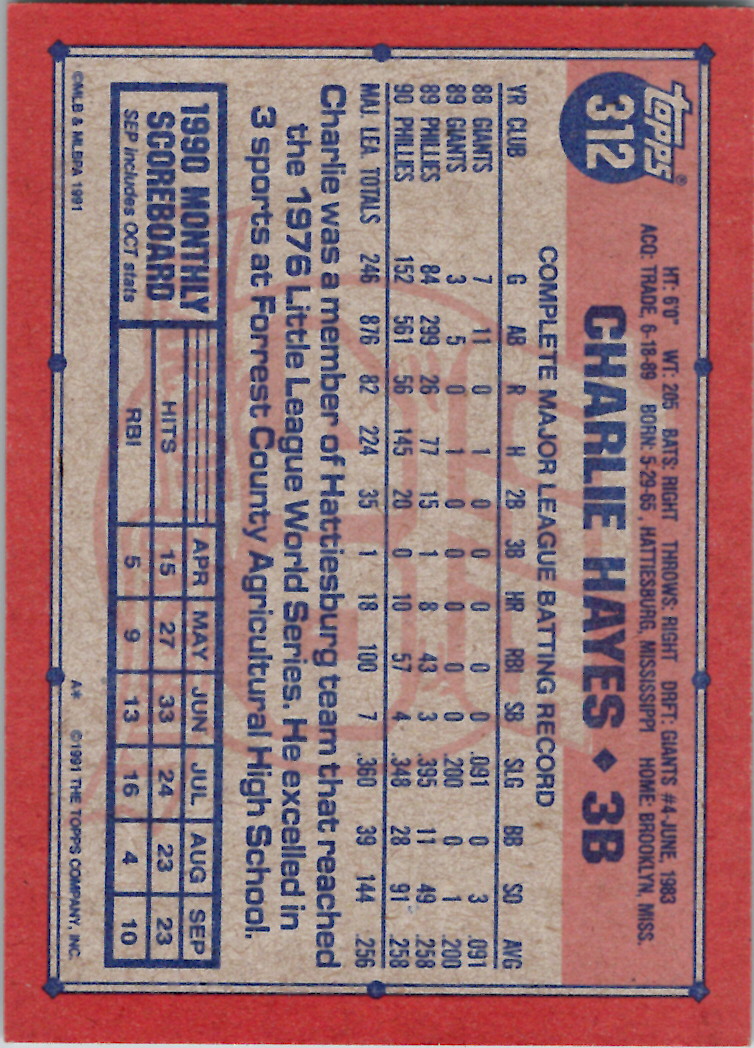 topps®
312
HT: 6'0" WT: 205 BATS: RIGHT THROWS: RIGHT DRFT: GIANTS #4-JUNE, 1983
ACQ: TRADE, 6-18-89 BORN: 5-29-65, HATTIESBURG, MISSISSIPPI HOME: BROOKLYN, MISS.
CHARLIE HAYES ◆ 3B
COMPLETE MAJOR LEAGUE BATTING RECORD
YR CLUB G AB R H 2B 3B HR RBI SB SLG BB SO AVG
88 GIANTS 7 11 0 1 0 0 0 0 0 .091 0 3 .091
89 GIANTS 3 5 0 1 0 0 0 0 0 .200 0 1 .200
89 PHILLIES 84 299 26 77 15 1 8 43 3 .395 11 49 .258
90 PHILLIES 152 561 56 145 20 0 10 57 4 .348 28 91 .258
MAJ. LEA. TOTALS 246 876 82 224 35 1 18 100 7 .360 39 144 .256
Charlie was a member of Hattiesburg team that reached
the 1976 Little League World Series. He excelled in
3 sports at Forrest County Agricultural High School.
1990 MONTHLY
SCOREBOARD
SEP includes OCT stats
APR MAY JUN JUL AUG SEP
HITS 15 27 33 24 23 23
RBI 5 9 13 16 4 10
©MLB & MLBPA 1991 A* ©1991 THE TOPPS COMPANY, INC.